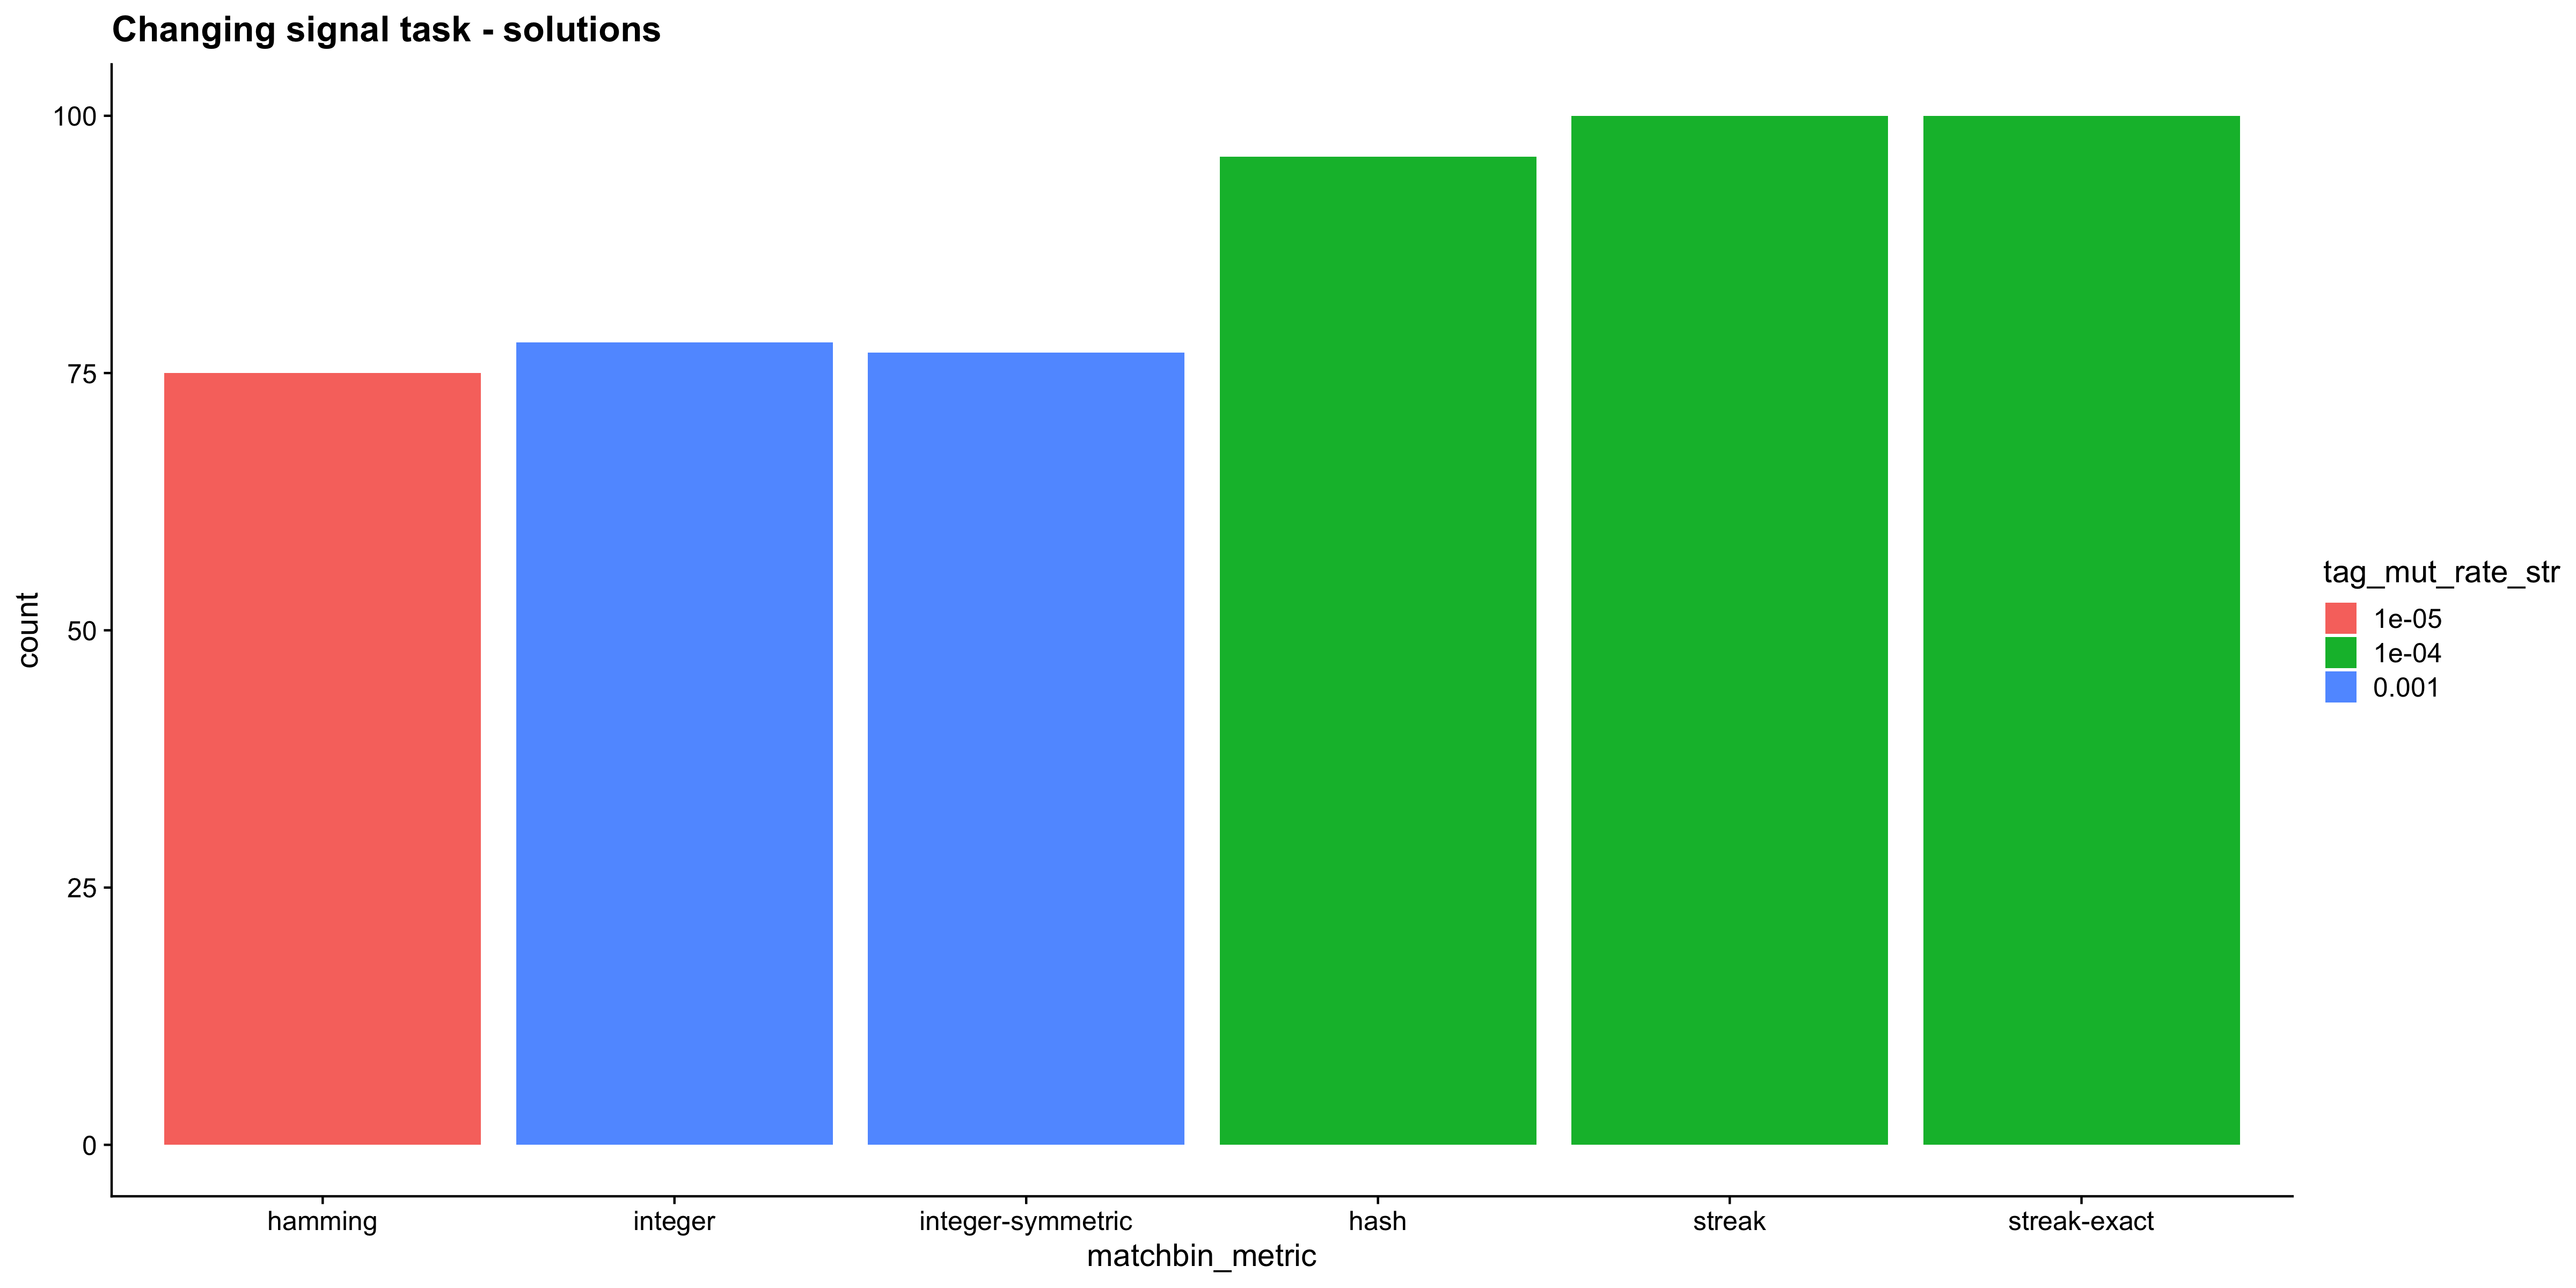 Changing signal task - solutions
count
100
75
50
25
0
hamming
integer
integer-symmetric
hash
streak
streak-exact
matchbin_metric
tag_mut_rate_str
1e-05
1e-04
0.001